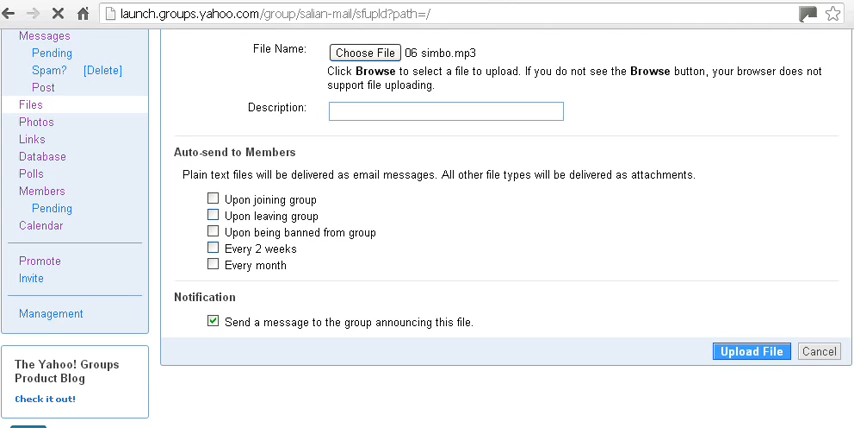 launch.groups.yahoo.com/group/salian-mail/sfupld?path=/
Messages
Pending
Spam? [Delete]
Post
Files
Photos
Links
Database
Polls
Members
Pending
Calendar
Promote
Invite
Management
The Yahoo! Groups
Product Blog
Check it out!
File Name: Choose File 06 simbo.mp3
Click Browse to select a file to upload. If you do not see the Browse button, your browser does not
support file uploading.
Description:
Auto-send to Members
Plain text files will be delivered as email messages. All other file types will be delivered as attachments.
Upon joining group
Upon leaving group
Upon being banned from group
Every 2 weeks
Every month
Notification
Send a message to the group announcing this file.
Upload File Cancel